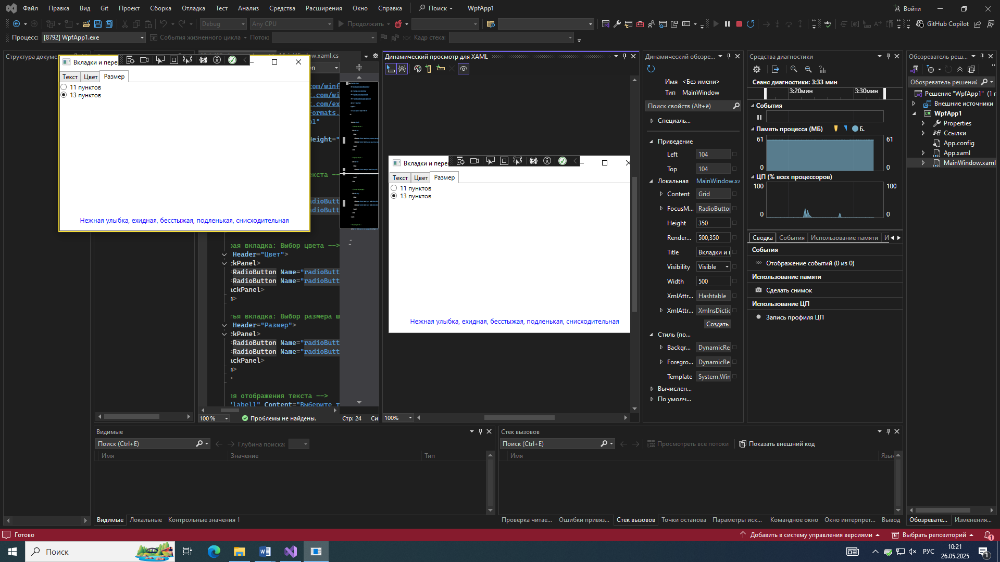 Файл Правка Вид Git Проект Сборка Отладка Тест Анализ Средства Расширения Окно Справка Поиск WpfApp1 Войти
Debug Any CPU Продолжить GitHub Copilot
Процесс: [8792] WpfApp1.exe События жизненного цикла Поток: Кадр стека:
Структура докуме
Window.xaml.cs
Вкладки и пере
Текст Цвет Размер
11 пунктов
13 пунктов
Нежная улыбка, ехидная, бесстыжая, подленькая, снисходительная
.com/winf
t.com/wi
t.com/ex
Formats.
Height="
екста --
adioButt
adioButt
рая вкладка: Выбор цвета -->
Header="Цвет">
ckPanel>
<RadioButton Name="radioButt
<RadioButton Name="radioButt
ackPanel>
m>
тья вкладка: Выбор размера ш
Header="Размер">
ckPanel>
<RadioButton Name="radioButt
<RadioButton Name="radioButt
ackPanel>
m>
>
ля отображения текста -->
"label1" Content="Выберите т
100 % Проблемы не найдены. Стр: 24 Си
Динамический просмотр для XAML
Вкладки и пере
Текст Цвет Размер
11 пунктов
13 пунктов
Нежная улыбка, ехидная, бесстыжая, подленькая, снисходительная
100%
Динамический обозре...
Имя <Без имени>
Тип MainWindow
Поиск свойств (Alt+ё)
Специаль...
Приведение
Left 104
Top 104
Локальная MainWindow.xa
Content Grid
FocusM... RadioButton
Height 350
Render... 500,350
Title Вкладки и п
Visibility Visible
Width 500
XmlAttr... Hashtable
XmlAttr... XmlnsDictio
Создать
Стиль (по...
Backgr... DynamicRe
Foregro... DynamicRe
Template System.Win
Вычислен...
По умолч...
Средства диагностики
Сеанс диагностики: 3:33 мин
3:20мин 3:30мин
События
Память процесса (МБ) Б..
61 61
0 0
ЦП (% всех процессоров)
100 100
0 0
Сводка События Использование памяти И
События
Отображение событий (0 из 0)
Использование памяти
Сделать снимок
Использование ЦП
Запись профиля ЦП
Обозреватель реш...
Обозреватель решений
Решение "WpfApp1" (1 г
Внешние источники
WpfApp1
Properties
Ссылки
App.config
App.xaml
MainWindow.xaml
Видимые
Поиск (Ctrl+E) Глубина поиска:
Имя Значение Тип
Видимые Локальные Контрольные значения 1
Стек вызовов
Поиск (Ctrl+E) Просмотреть все потоки Показать внешний код
Имя Язык
Проверка читае... Ошибки привяз... Стек вызовов Точки останова Параметры иск... Командное окно Окно интерпрет... Вывод
Обозревате... Изменения...
Готово Добавить в систему управления версиями Выбрать репозиторий 1
Поиск РУС 10:21
26.05.2025 1